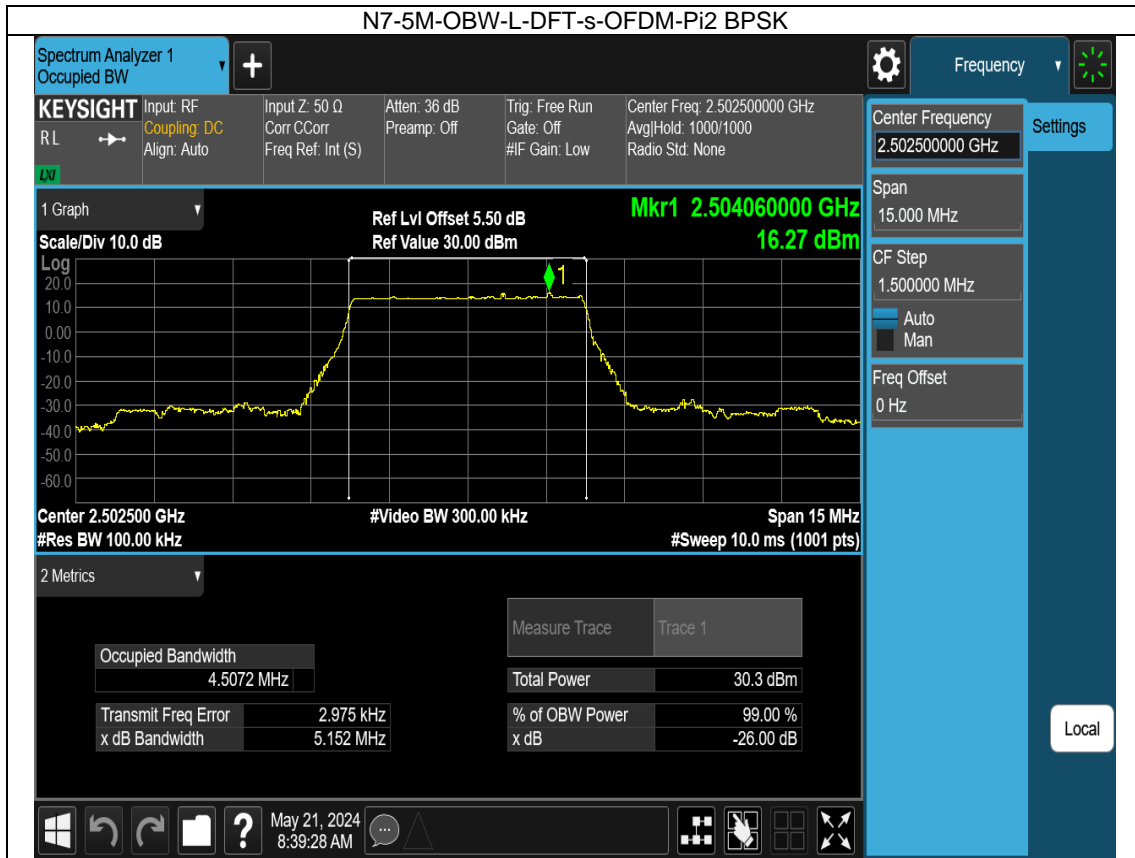 N7-5M-OBW-L-DFT-s-OFDM-Pi2 BPSK
Spectrum Analyzer 1
Occupied BW
Frequency
KEYSIGHT
RL
LXI
Input: RF
Coupling: DC
Align: Auto
Input Z: 50 Ω
Corr CCorr
Freq Ref: Int (S)
Atten: 36 dB
Preamp: Off
Trig: Free Run
Gate: Off
#IF Gain: Low
Center Freq: 2.502500000 GHz
Avg|Hold: 1000/1000
Radio Std: None
1 Graph
Scale/Div 10.0 dB
Ref Lvl Offset 5.50 dB
Ref Value 30.00 dBm
Mkr1 2.504060000 GHz
16.27 dBm
Log
20.0
10.0
0.00
-10.0
-20.0
-30.0
-40.0
-50.0
-60.0
1
Center 2.502500 GHz
#Res BW 100.00 kHz
#Video BW 300.00 kHz
Span 15 MHz
#Sweep 10.0 ms (1001 pts)
2 Metrics
Measure Trace Trace 1
Occupied Bandwidth
4.5072 MHz
Total Power 30.3 dBm
Transmit Freq Error 2.975 kHz
% of OBW Power 99.00 %
x dB Bandwidth 5.152 MHz
x dB -26.00 dB
Center Frequency
2.502500000 GHz
Settings
Span
15.000 MHz
CF Step
1.500000 MHz
Auto
Man
Freq Offset
0 Hz
Local
?
May 21, 2024
8:39:28 AM